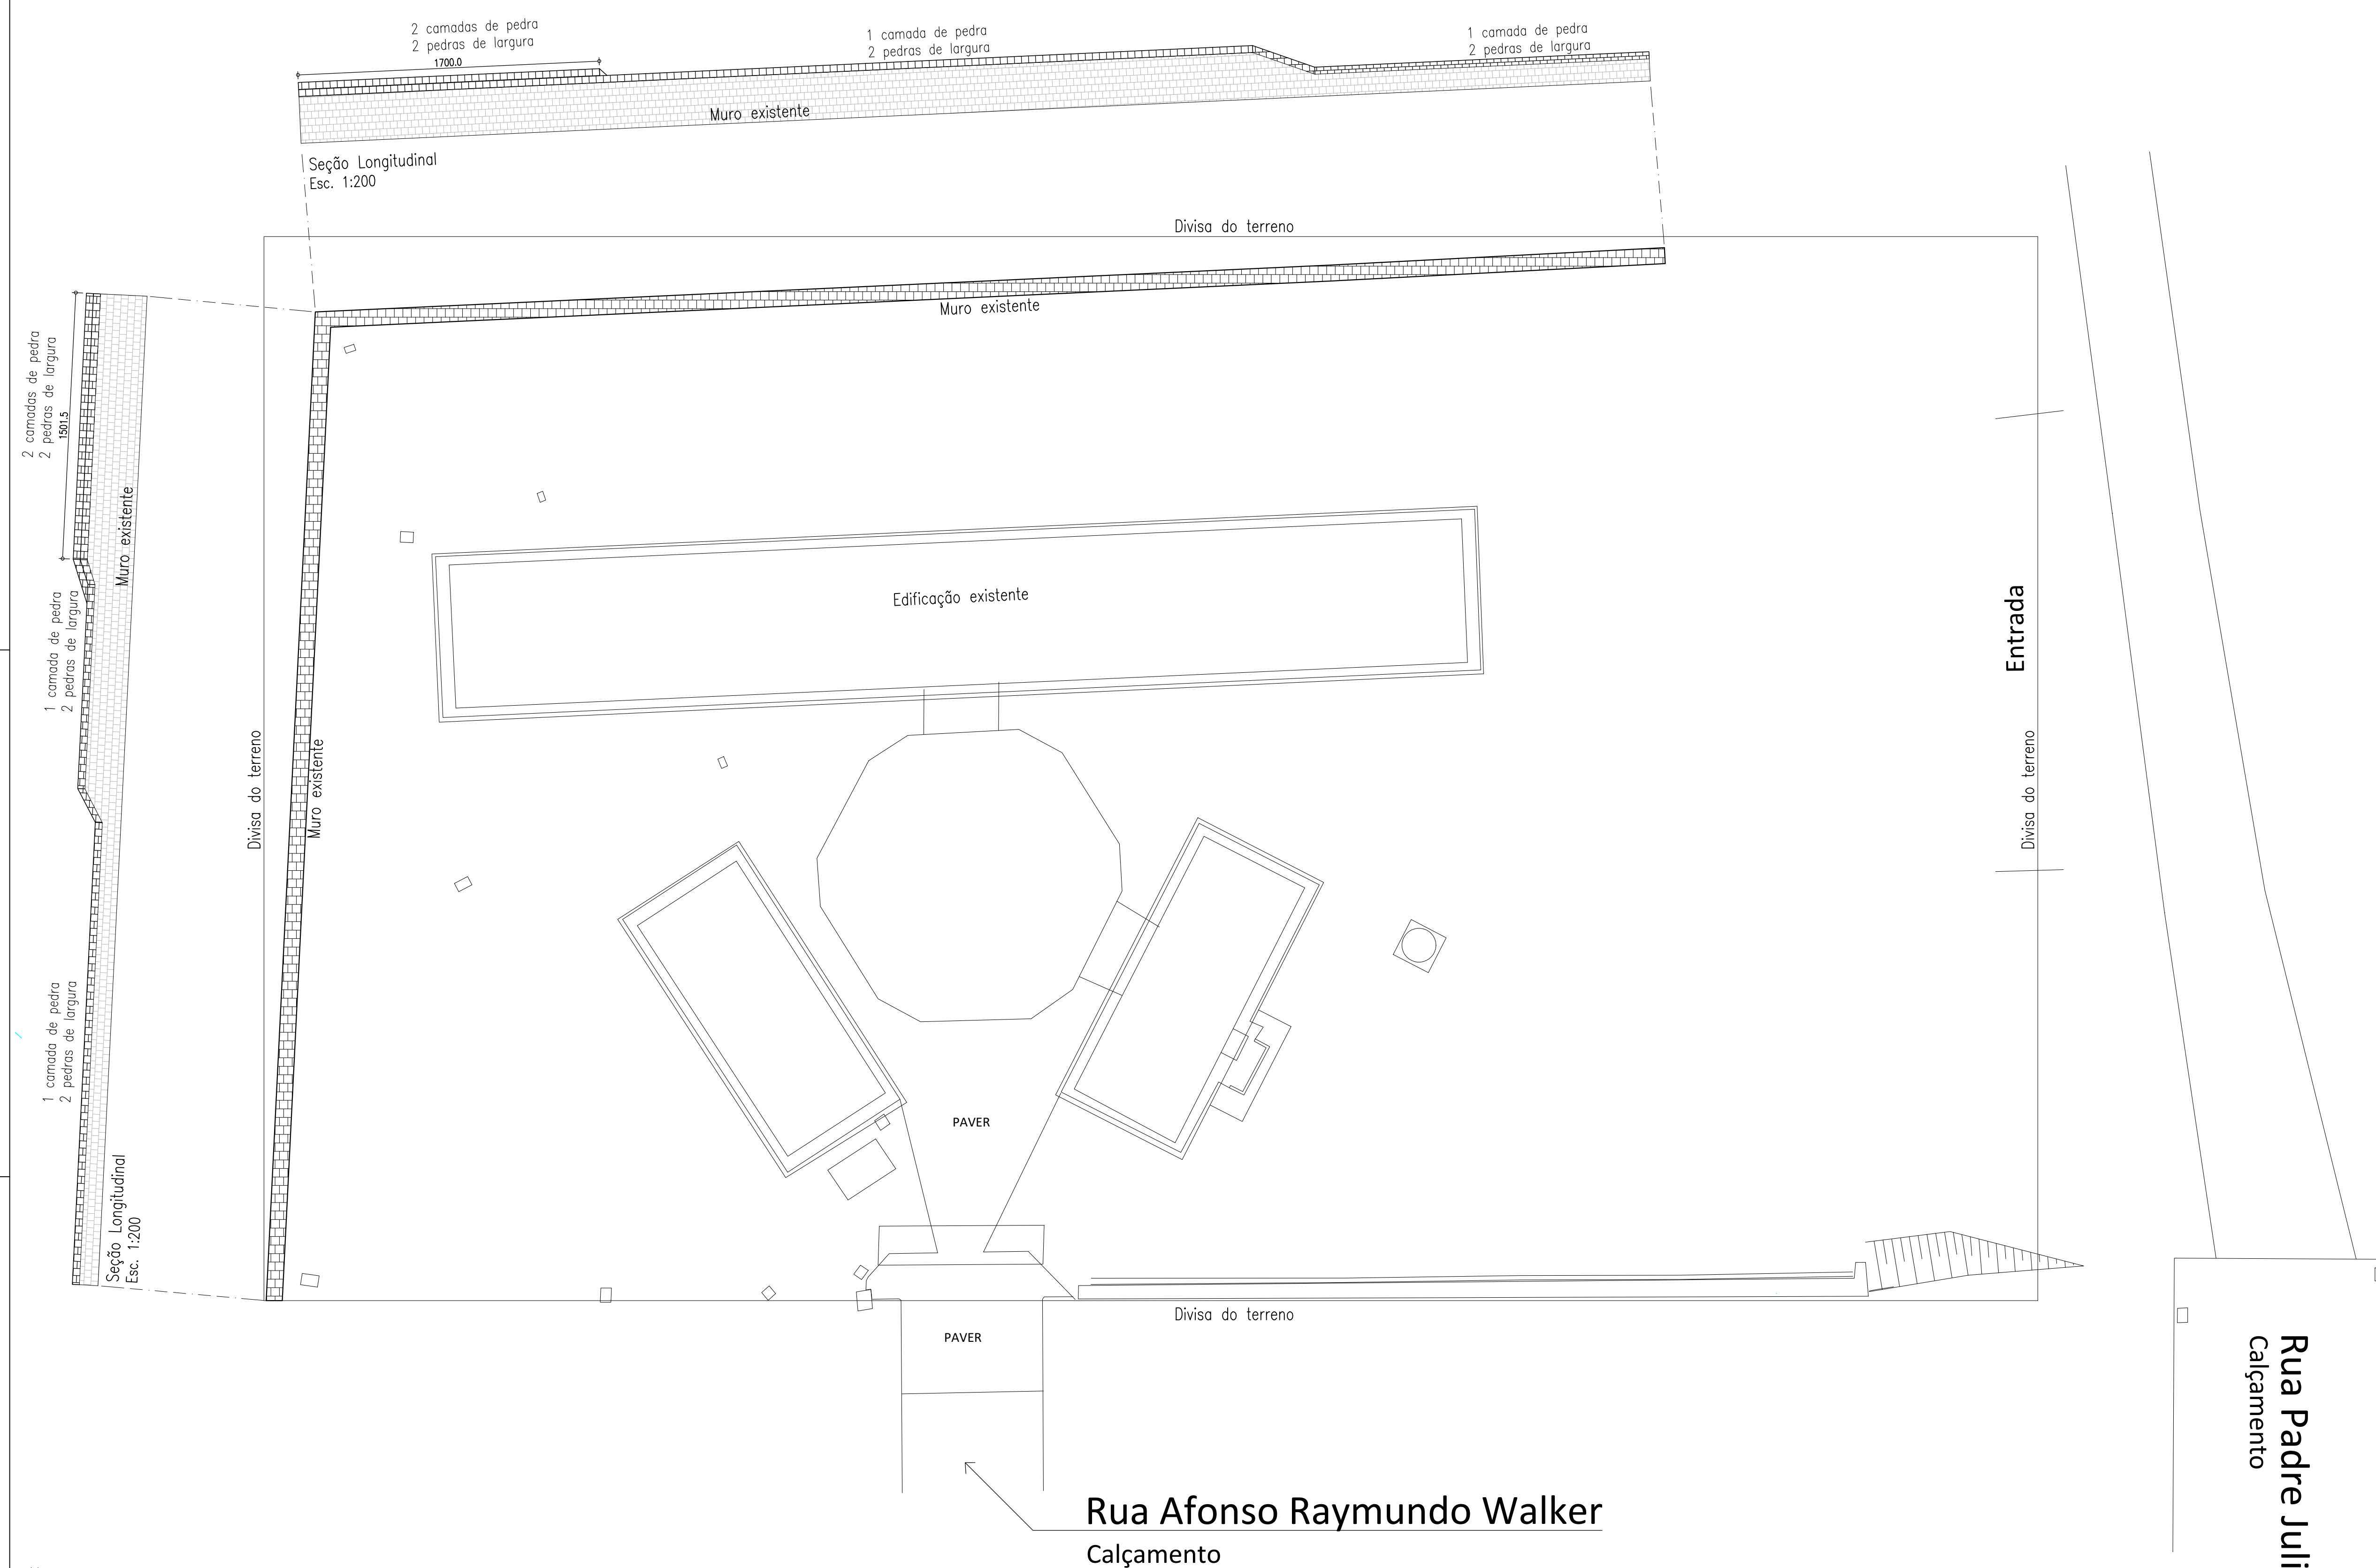 2 camadas de pedra
2 pedras de largura
1700.0
1 camada de pedra
2 pedras de largura
1 camada de pedra
2 pedras de largura
Muro existente
Seção Longitudinal
Esc. 1:200
Divisa do terreno
Muro existente
2 camadas de pedra
2 pedras de largura
1501.5
Muro existente
1 camada de pedra
2 pedras de largura
Edificação existente
Entrada
Divisa do terreno
Muro existente
Divisa do terreno
1 camada de pedra
2 pedras de largura
Seção Longitudinal
Esc. 1:200
PAVER
Divisa do terreno
PAVER
Rua Afonso Raymundo Walker
Calçamento
Rua Padre Juli
Calçamento